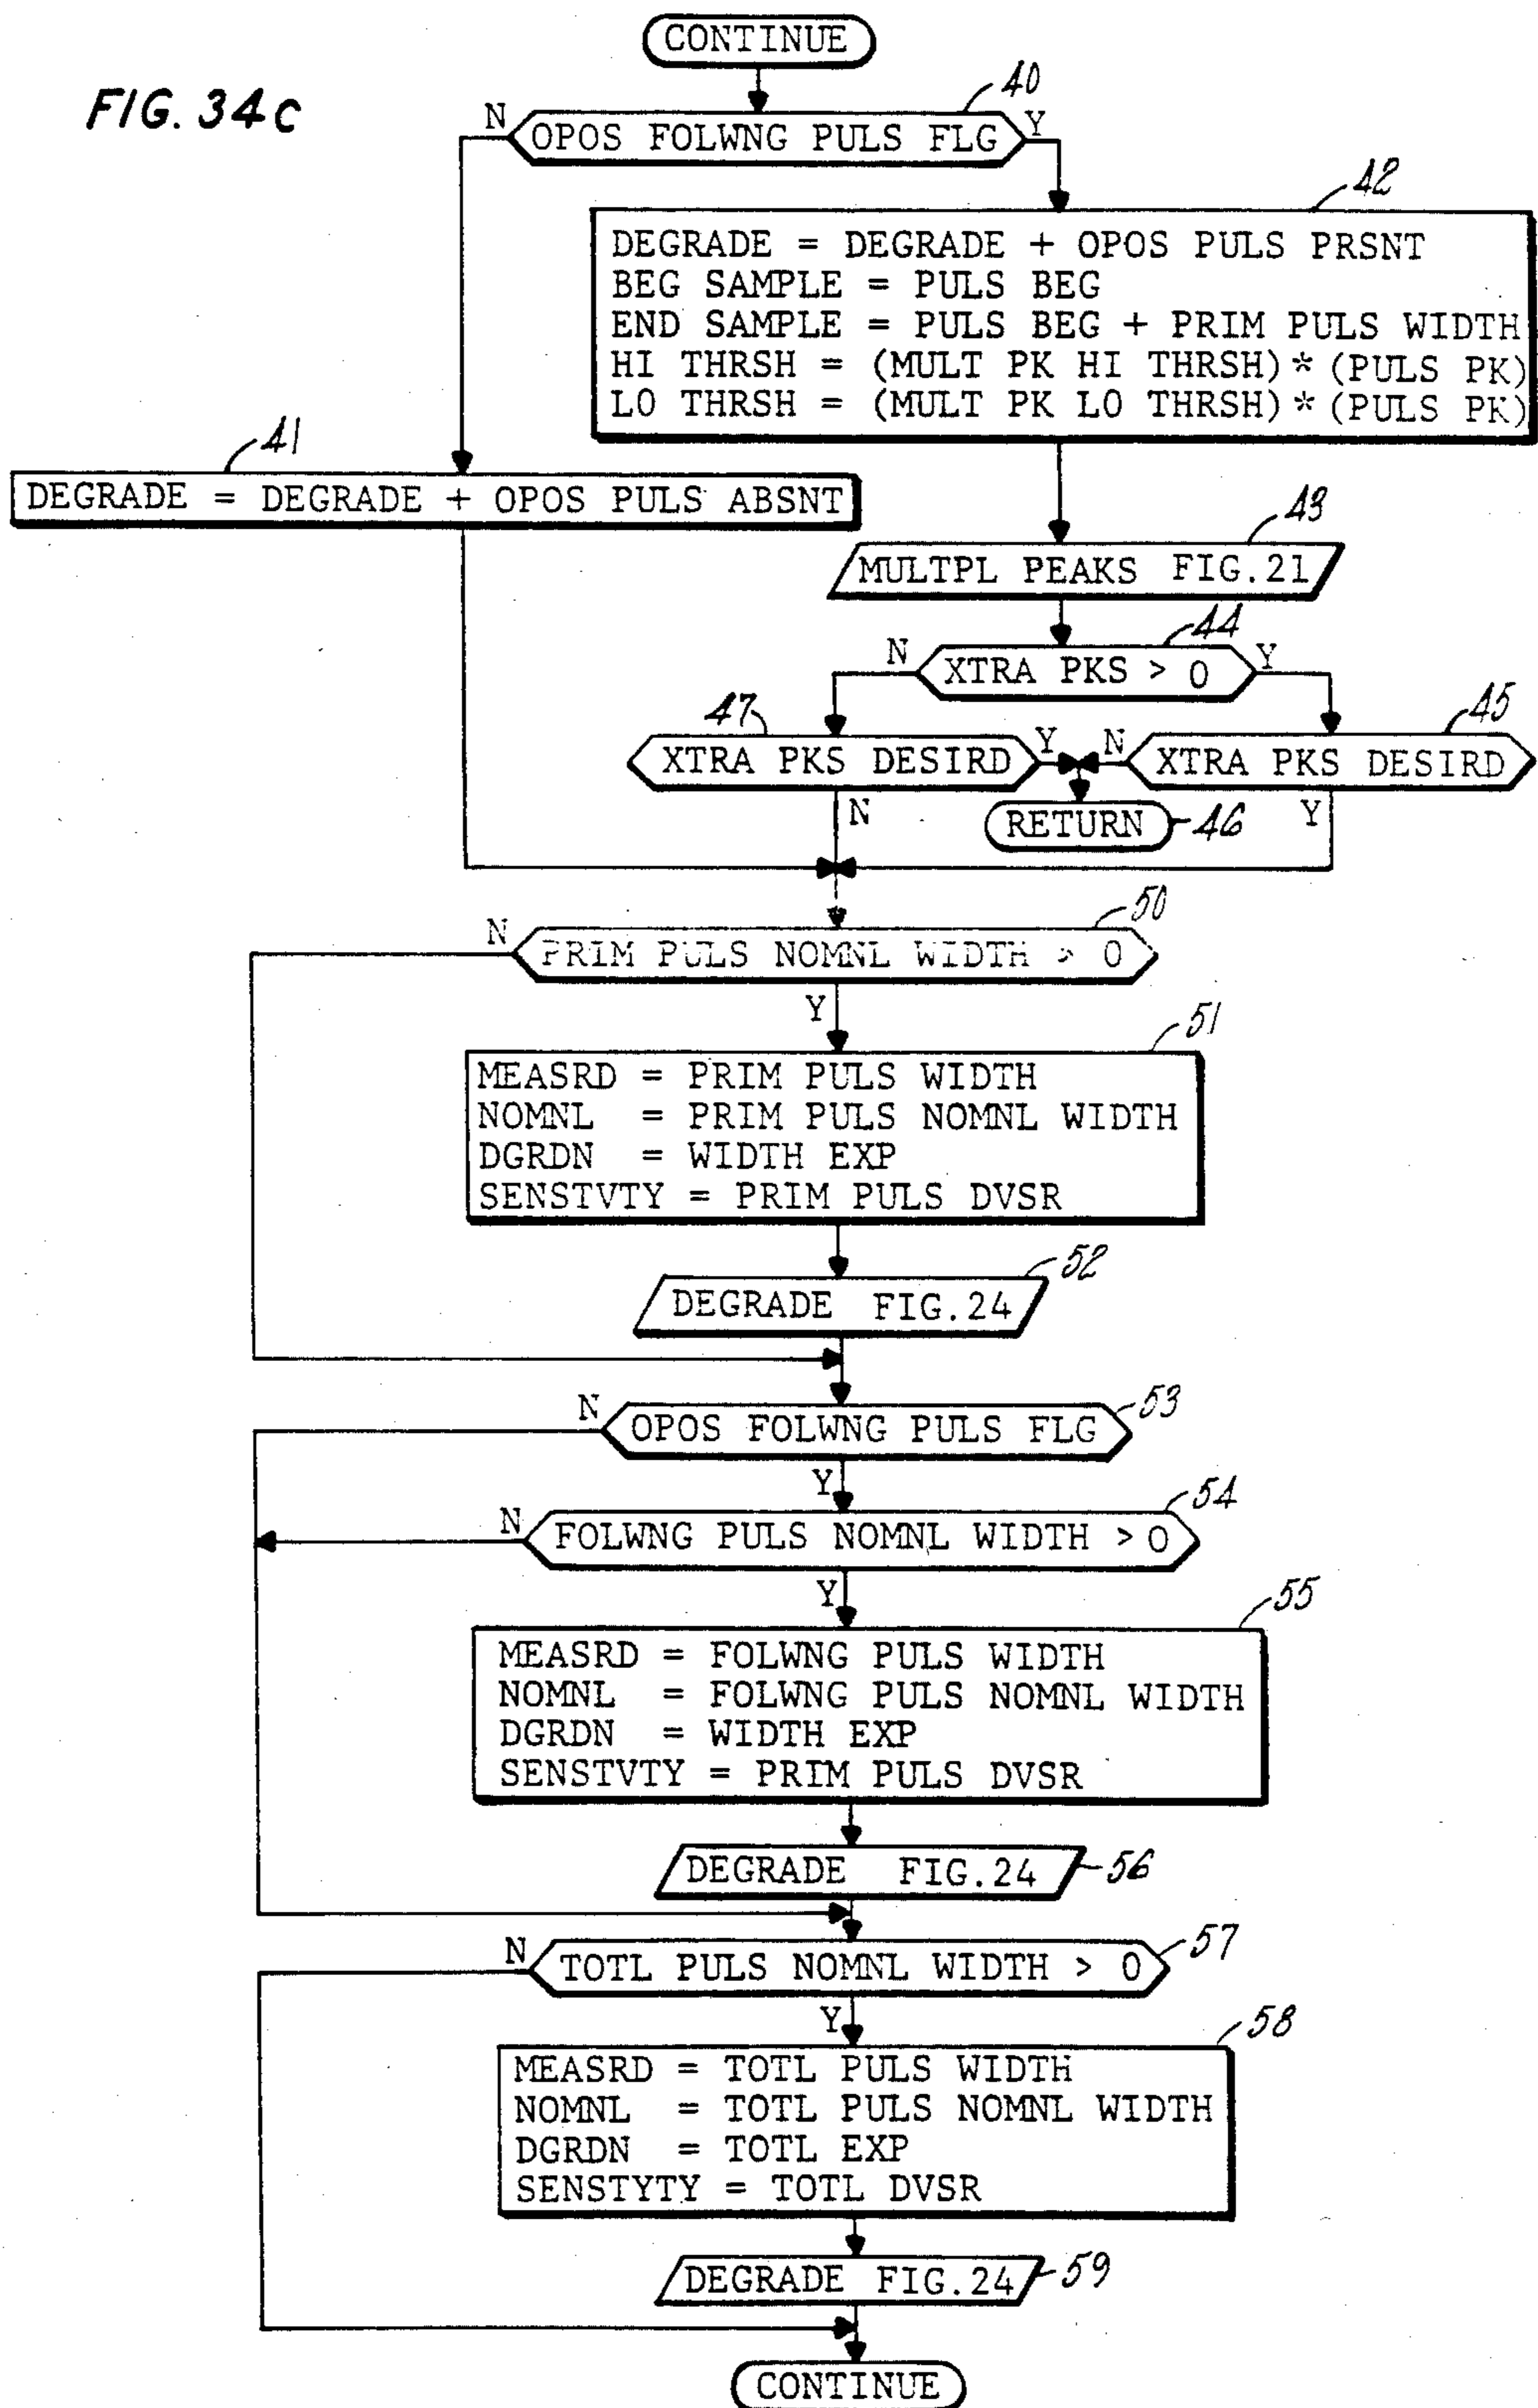 CONTINUE
FIG. 34c
40
N
OPOS FOLWNG PULS FLG
Y
42
DEGRADE = DEGRADE + OPOS PULS PRSNT
BEG SAMPLE = PULS BEG
END SAMPLE = PULS BEG + PRIM PULS WIDTH
HI THRSH = (MULT PK HI THRSH)*(PULS PK)
LO THRSH = (MULT PK LO THRSH)*(PULS PK)
41
DEGRADE = DEGRADE + OPOS PULS ABSNT
43
MULTPL PEAKS FIG.21
44
N
XTRA PKS > 0
Y
47
45
XTRA PKS DESIRD
Y
N
XTRA PKS DESIRD
N
RETURN
46
Y
50
N
PRIM PULS NOMNL WIDTH > 0
Y
51
MEASRD = PRIM PULS WIDTH
NOMNL = PRIM PULS NOMNL WIDTH
DGRDN = WIDTH EXP
SENSTVTY = PRIM PULS DVSR
52
DEGRADE FIG.24
N
OPOS FOLWNG PULS FLG
53
Y
54
N
FOLWNG PULS NOMNL WIDTH > 0
Y
55
MEASRD = FOLWNG PULS WIDTH
NOMNL = FOLWNG PULS NOMNL WIDTH
DGRDN = WIDTH EXP
SENSTVTY = PRIM PULS DVSR
DEGRADE FIG.24
56
N
TOTL PULS NOMNL WIDTH > 0
57
Y
58
MEASRD = TOTL PULS WIDTH
NOMNL = TOTL PULS NOMNL WIDTH
DGRDN = TOTL EXP
SENSTYTY = TOTL DVSR
DEGRADE FIG.24
59
CONTINUE